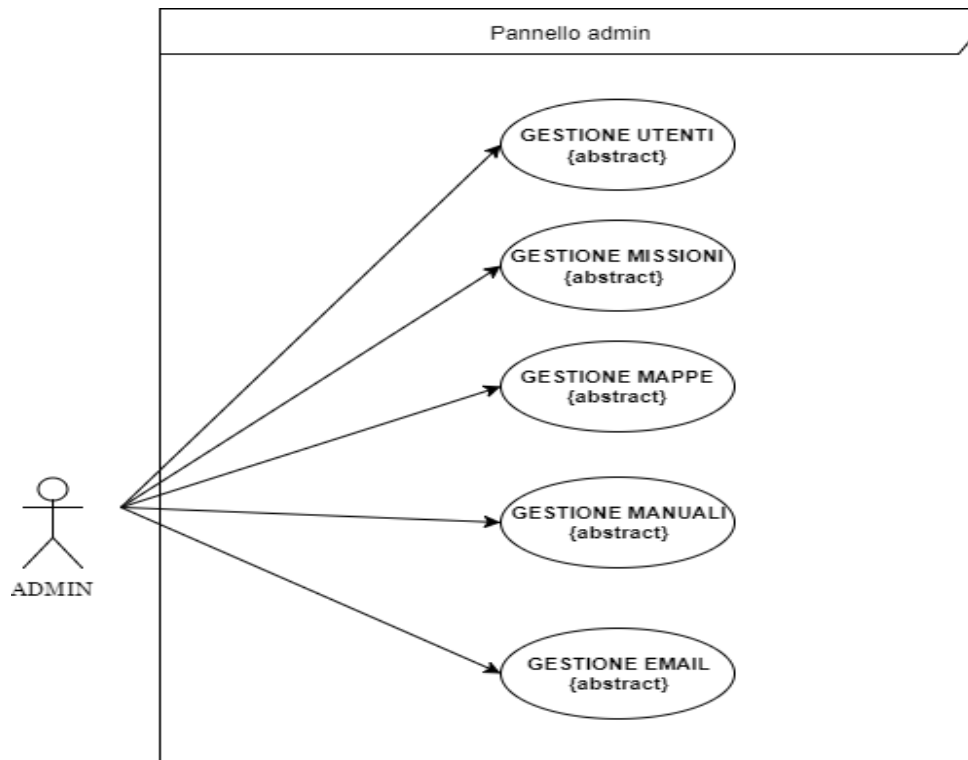 Pannello admin
GESTIONE UTENTI
{abstract}
GESTIONE MISSIONI
{abstract}
GESTIONE MAPPE
{abstract}
GESTIONE MANUALI
{abstract}
ADMIN
GESTIONE EMAIL
{abstract}